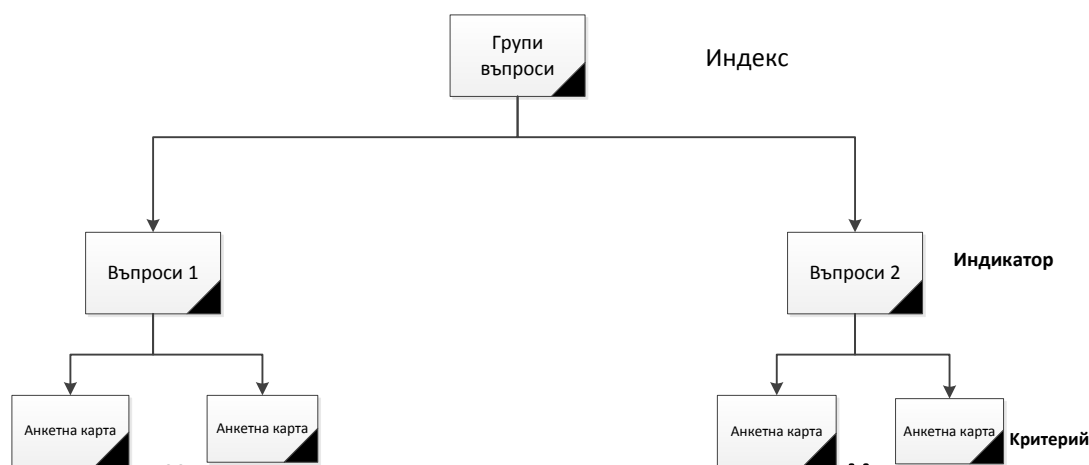 Групи
въпроси
Индекс
Въпроси 1
Въпроси 2
Индикатор
Анкетна карта
Анкетна карта
Анкетна карта
Анкетна карта
Критерий